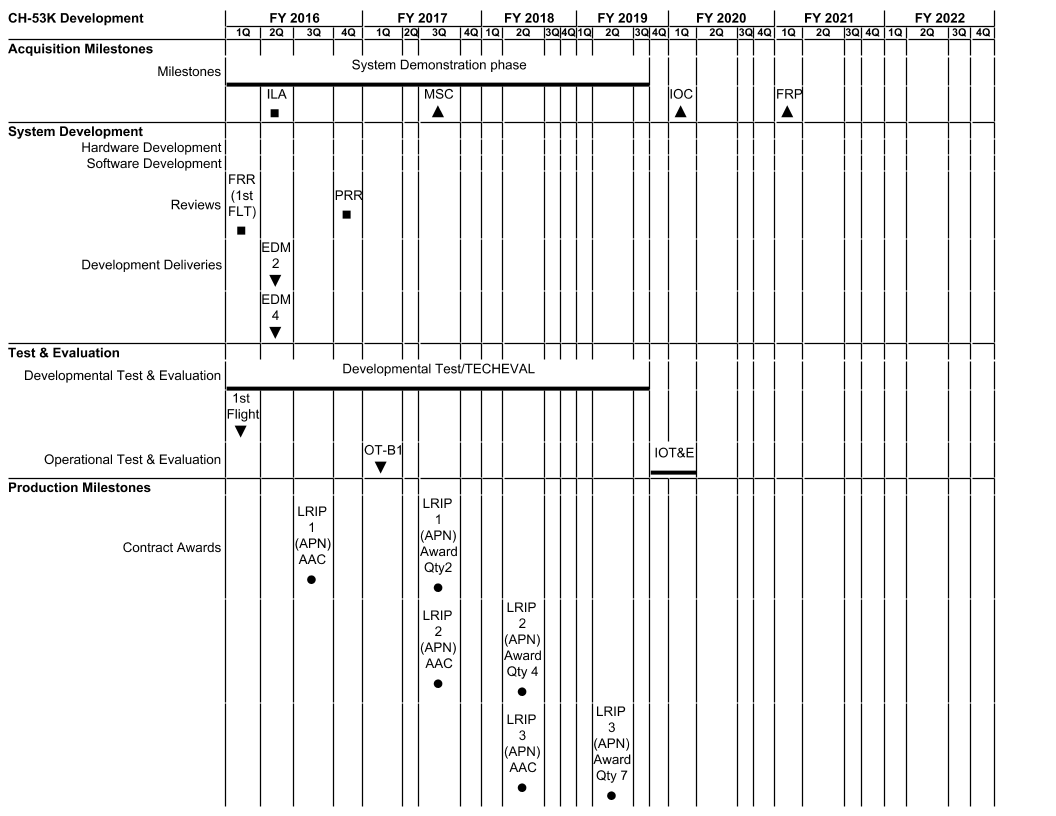 CH-53K Development FY 2016 FY 2017 FY 2018 FY 2019 FY 2020 FY 2021 FY 2022
1Q 2Q 3Q 4Q 1Q 2Q 3Q 4Q 1Q 2Q 3Q 4Q 1Q 2Q 3Q 4Q 1Q 2Q 3Q 4Q 1Q 2Q 3Q 4Q 1Q 2Q 3Q 4Q
Acquisition Milestones
Milestones System Demonstration phase
ILA MSC IOC FRP
System Development
Hardware Development
Software Development
Reviews
FRR
(1st
FLT)
PRR
Development Deliveries
EDM
2
EDM
4
Test & Evaluation
Developmental Test & Evaluation Developmental Test/TECHEVAL
1st
Flight
Operational Test & Evaluation OT-B1 IOT&E
Production Milestones
Contract Awards
LRIP
1
(APN)
AAC
LRIP
1
(APN)
Award
Qty2
LRIP
2
(APN)
AAC
LRIP
2
(APN)
Award
Qty 4
LRIP
3
(APN)
AAC
LRIP
3
(APN)
Award
Qty 7